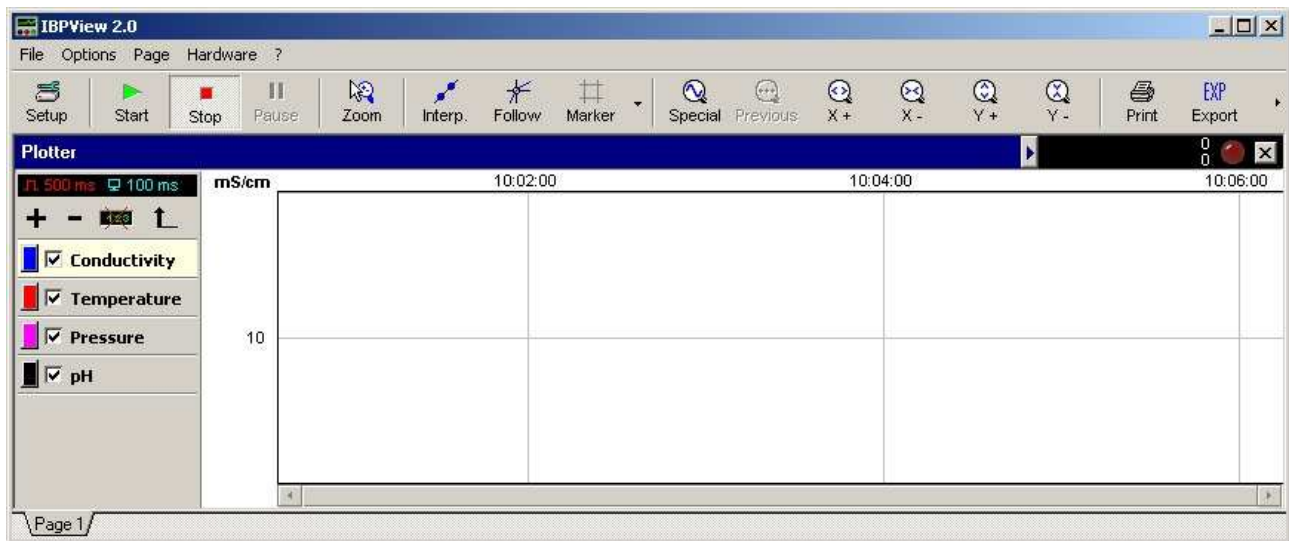 IBPView 2.0
File Options Page Hardware ?
Setup Start Stop Pause Zoom Interp. Follow Marker Special Previous X + X - Y + Y - Print EXP Export
Plotter 0 0
500 ms 100 ms mS/cm 10:02:00 10:04:00 10:06:00
+ - 123
Conductivity
Temperature
Pressure 10
pH
Page 1